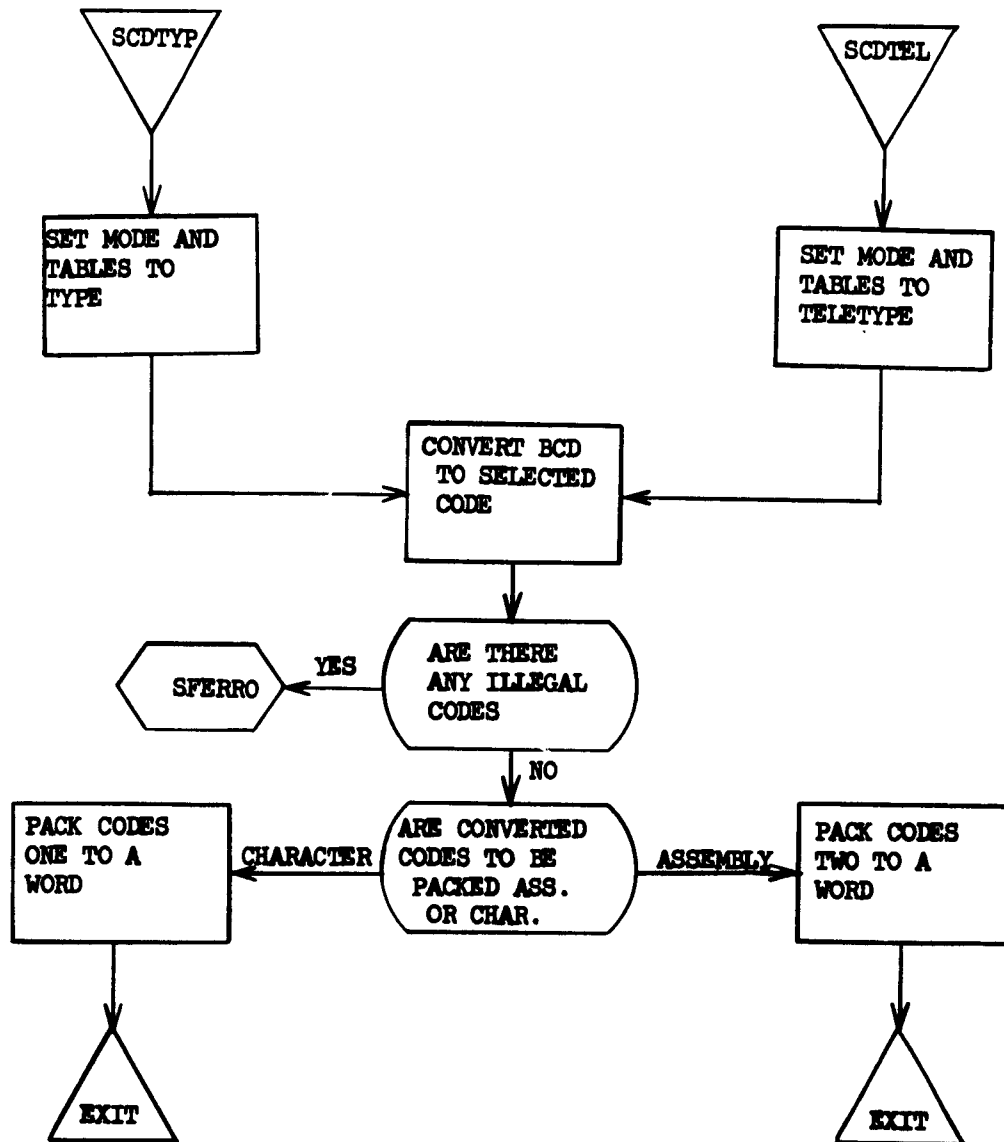 SCDTYP
SCDTEL
SET MODE AND
TABLES TO
TYPE
SET MODE AND
TABLES TO
TELETYPE
CONVERT BCD
TO SELECTED
CODE
ARE THERE
ANY ILLEGAL
CODES
YES
SFERRO
NO
ARE CONVERTED
CODES TO BE
PACKED ASS.
OR CHAR.
CHARACTER
PACK CODES
ONE TO A
WORD
ASSEMBLY
PACK CODES
TWO TO A
WORD
EXIT
EXIT